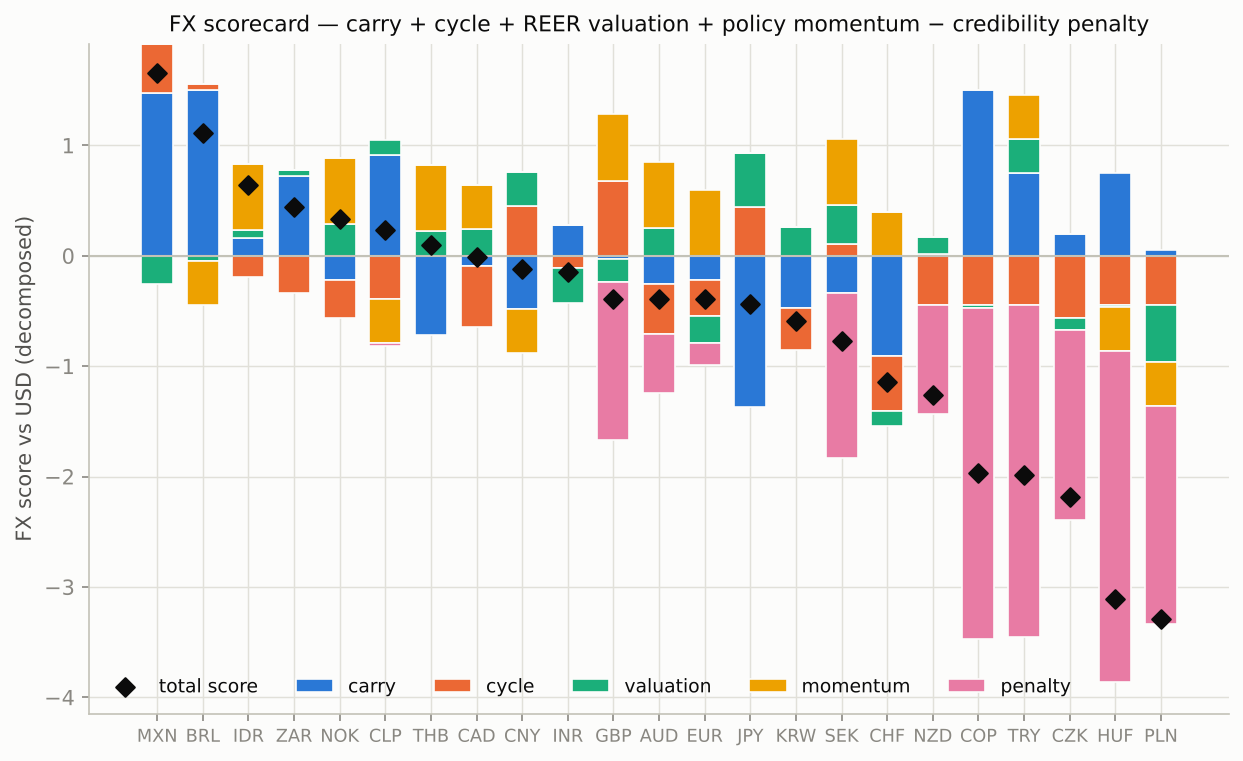 FX scorecard — carry + cycle + REER valuation + policy momentum − credibility penalty
FX score vs USD (decomposed)
1
0
−1
−2
−3
−4
total score carry cycle valuation momentum penalty
MXN BRL IDR ZAR NOK CLP THB CAD CNY INR GBP AUD EUR JPY KRW SEK CHF NZD COP TRY CZK HUF PLN